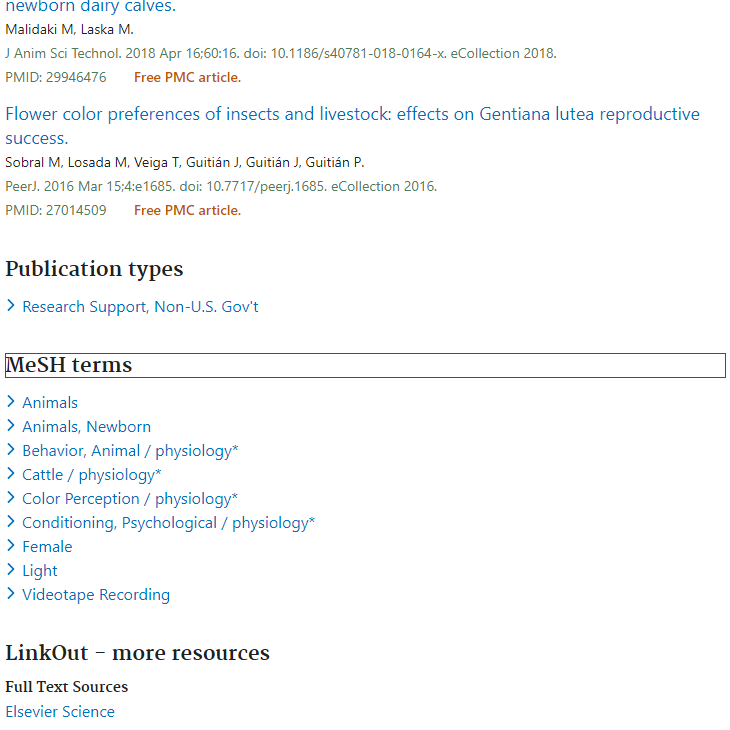 newborn dairy calves.
Malidaki M, Laska M.
J Anim Sci Technol. 2018 Apr 16;60:16. doi: 10.1186/s40781-018-0164-x. eCollection 2018.
PMID: 29946476 Free PMC article.
Flower color preferences of insects and livestock: effects on Gentiana lutea reproductive
success.
Sobral M, Losada M, Veiga T, Guitián J, Guitián J, Guitián P.
PeerJ. 2016 Mar 15;4:e1685. doi: 10.7717/peerj.1685. eCollection 2016.
PMID: 27014509 Free PMC article.
Publication types
Research Support, Non-U.S. Gov't
MeSH terms
Animals
Animals, Newborn
Behavior, Animal / physiology*
Cattle / physiology*
Color Perception / physiology*
Conditioning, Psychological / physiology*
Female
Light
Videotape Recording
LinkOut - more resources
Full Text Sources
Elsevier Science